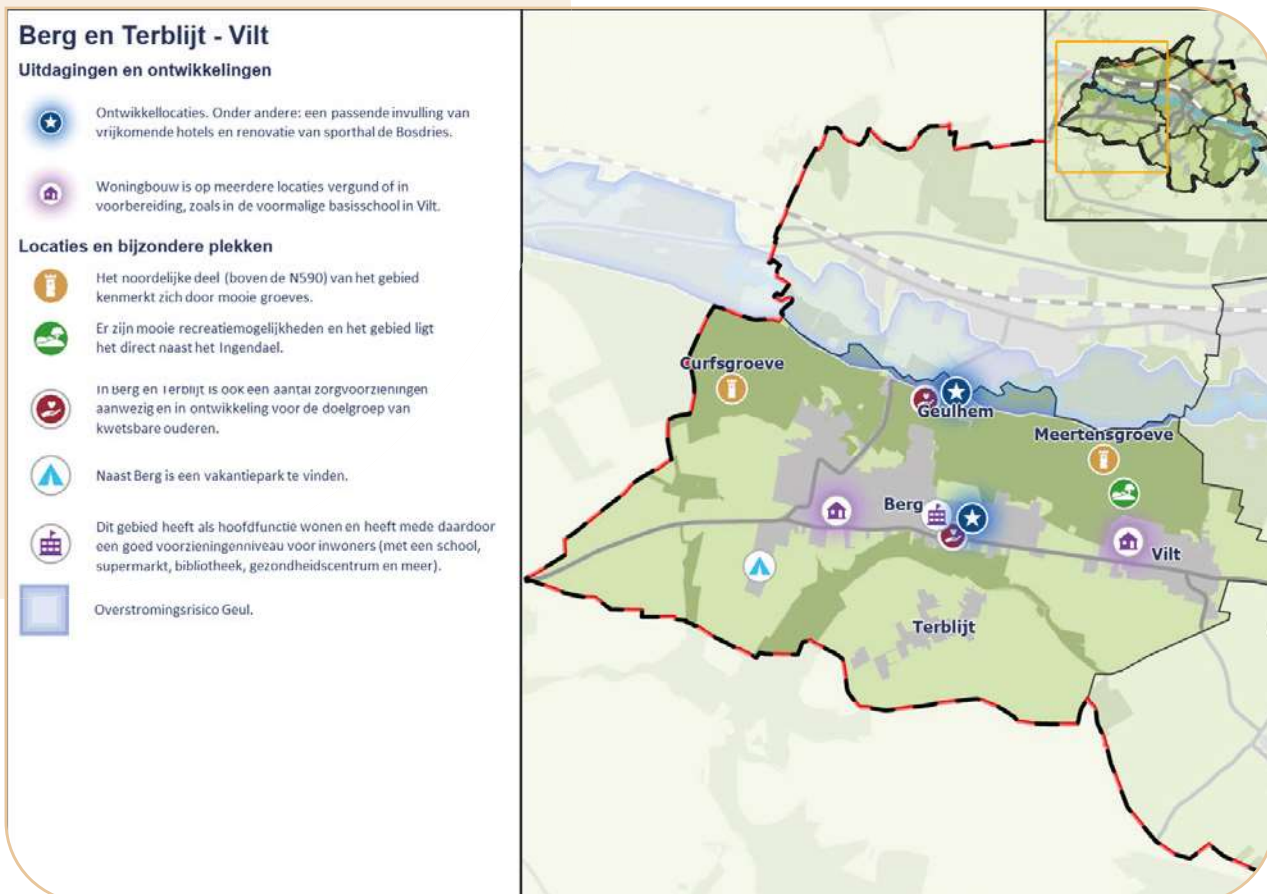 Berg en Terblijt - Vilt
Uitdagingen en ontwikkelingen
Ontwikkellocaties. Onder andere: een passende invulling van
vrijkomende hotels en renovatie van sporthal de Bosdries.
Woningbouw is op meerdere locaties vergund of in
voorbereiding, zoals in de voormalige basisschool in Vilt.
Locaties en bijzondere plekken
Het noordelijke deel (boven de N590) van het gebied
kenmerkt zich door mooie groeves.
Er zijn mooie recreatiemogelijkheden en het gebied ligt
het direct naast het Ingendael.
In Berg en Terblijt is ook een aantal zorgvoorzieningen
aanwezig en in ontwikkeling voor de doelgroep van
kwetsbare ouderen.
Naast Berg is een vakantiepark te vinden.
Dit gebied heeft als hoofdfunctie wonen en heeft mede daardoor
een goed voorzieningenniveau voor inwoners (met een school,
supermarkt, bibliotheek, gezondheidscentrum en meer).
Overstromingsrisico Geul.
Curfsgroeve
Geulhem
Meertensgroeve
Berg
Vilt
Terblijt